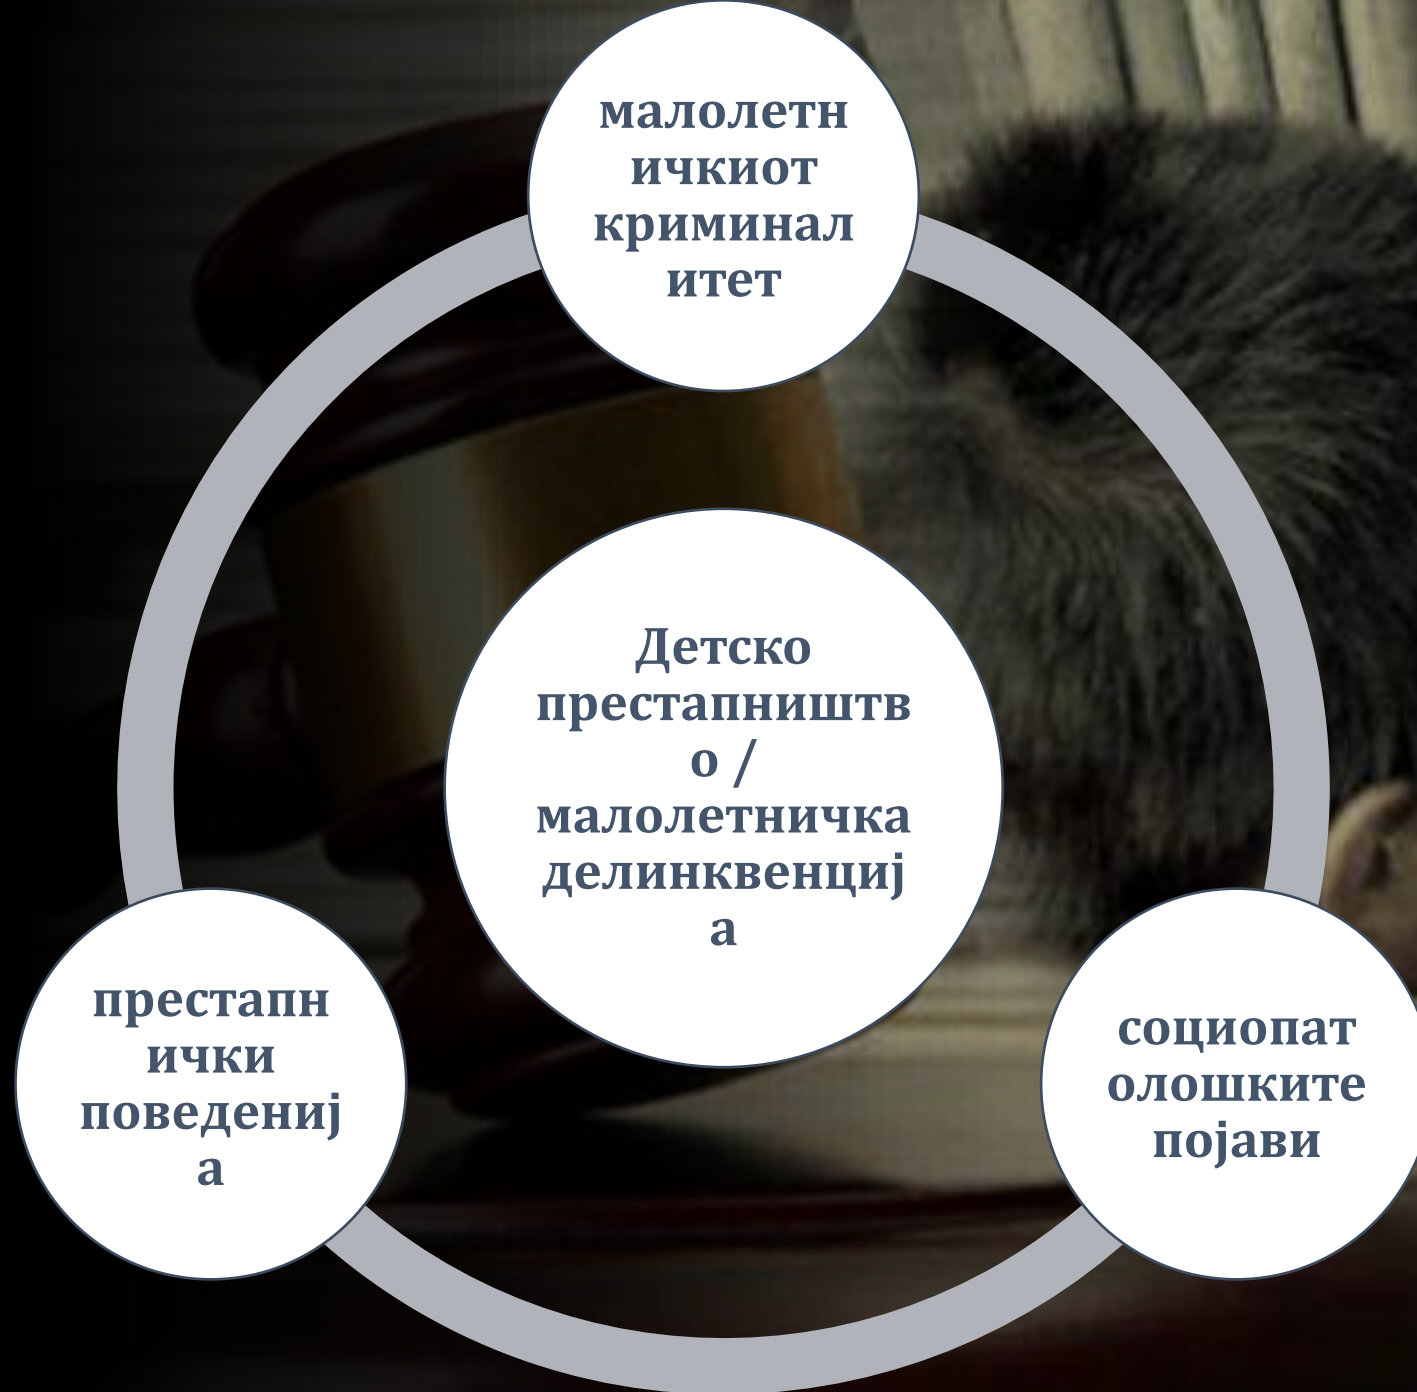 малолетн
ичкиот
криминал
итет
Детско
престапништв
о /
малолетничка
делинквенциј
а
престапн
ички
поведениј
а
социопат
олошките
појави